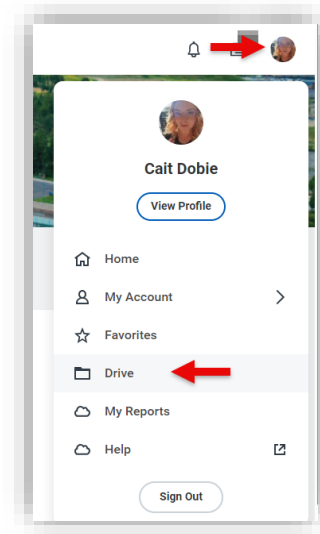 Cait Dobie
View Profile
Home
My Account
Favorites
Drive
My Reports
Help
Sign Out